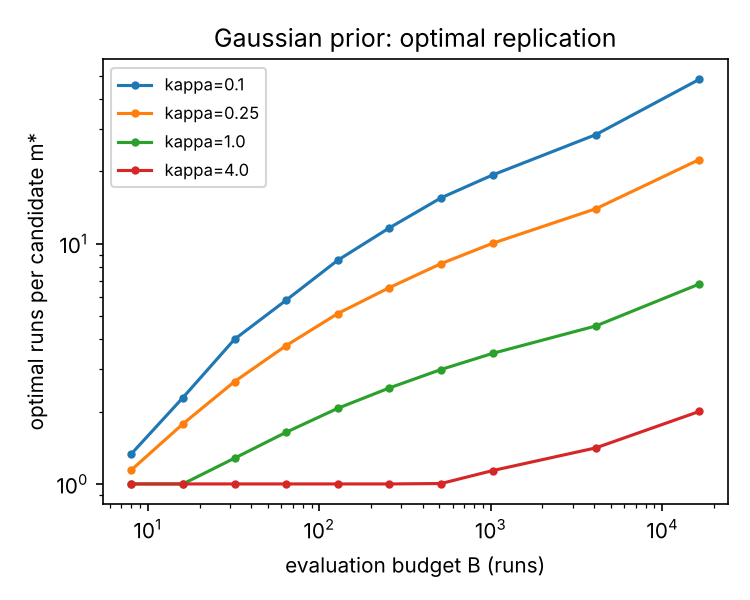 Gaussian prior: optimal replication
kappa=0.1
kappa=0.25
kappa=1.0
kappa=4.0
optimal runs per candidate m*
10¹
10⁰
10¹
10²
10³
10⁴
evaluation budget B (runs)